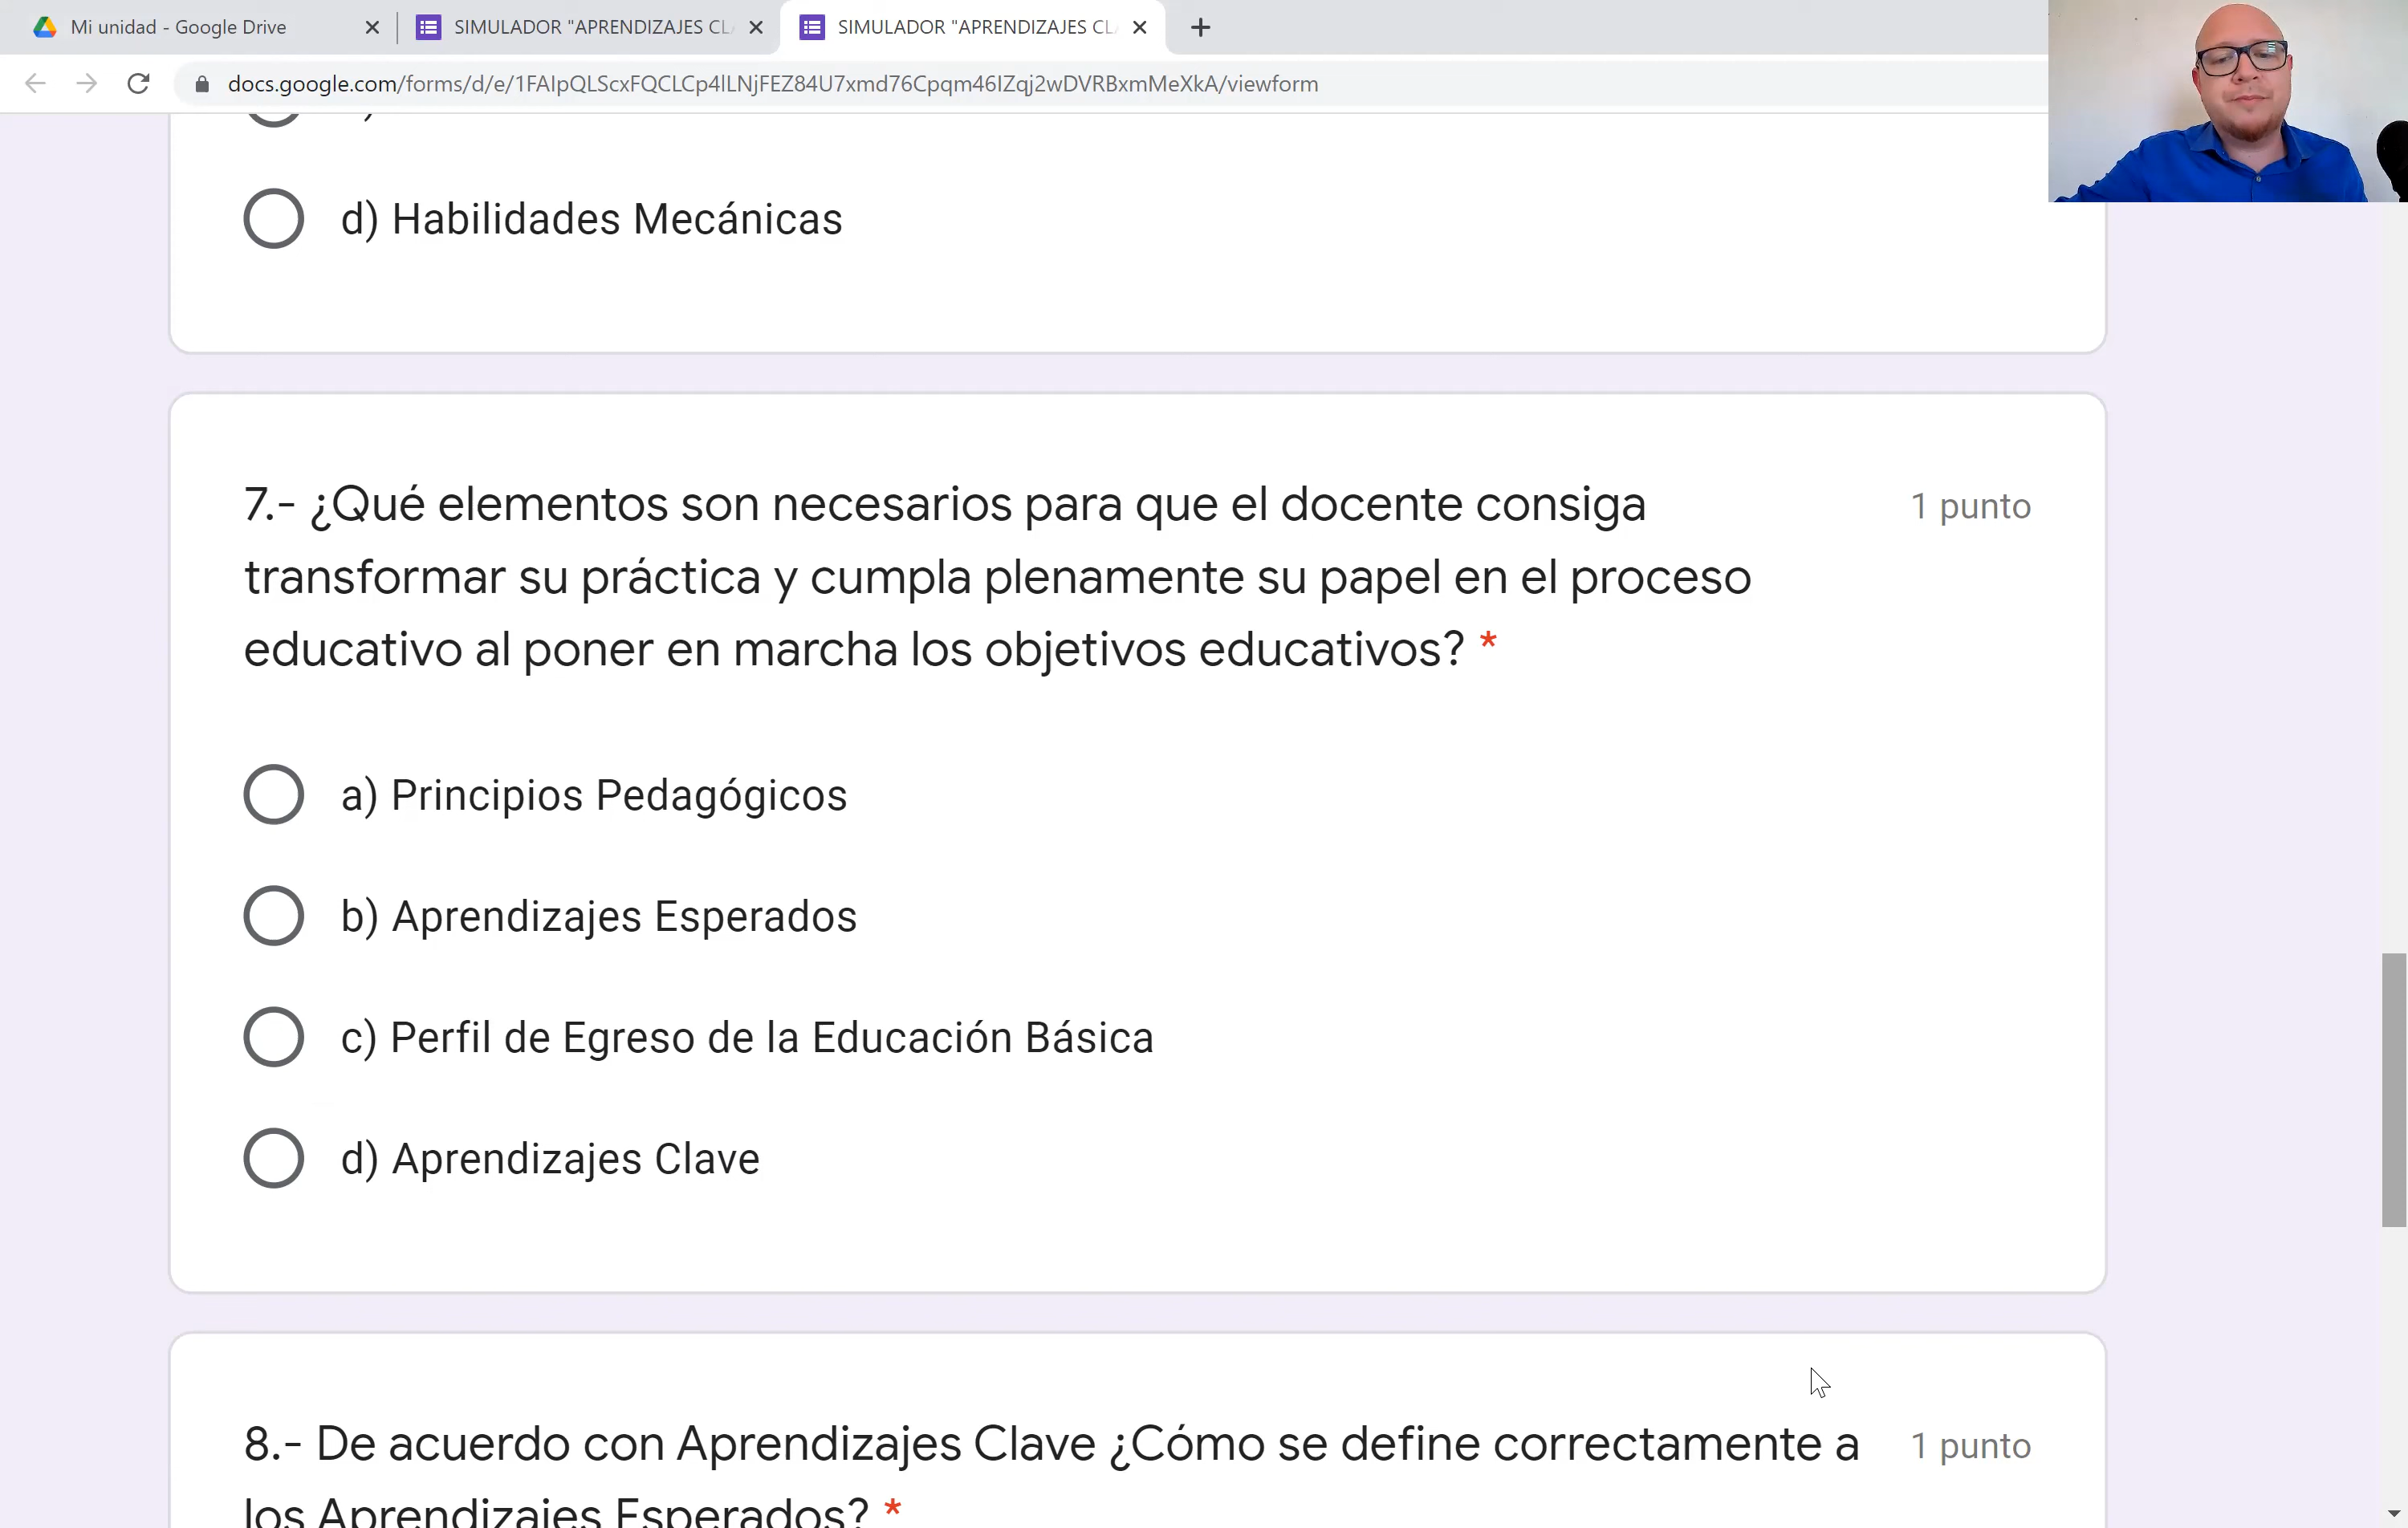 Mi unidad - Google Drive
SIMULADOR "APRENDIZAJES CL
SIMULADOR "APRENDIZAJES CL
docs.google.com/forms/d/e/1FAIpQLScxFQCLCp4lLNjFEZ84U7xmd76Cpqm46IZqj2wDVRBxmMeXkA/viewform
d) Habilidades Mecánicas
7.- ¿Qué elementos son necesarios para que el docente consiga
1 punto
transformar su práctica y cumpla plenamente su papel en el proceso
educativo al poner en marcha los objetivos educativos? *
a) Principios Pedagógicos
b) Aprendizajes Esperados
c) Perfil de Egreso de la Educación Básica
d) Aprendizajes Clave
8.- De acuerdo con Aprendizajes Clave ¿Cómo se define correctamente a
1 punto
los Aprendizajes Esperados? *